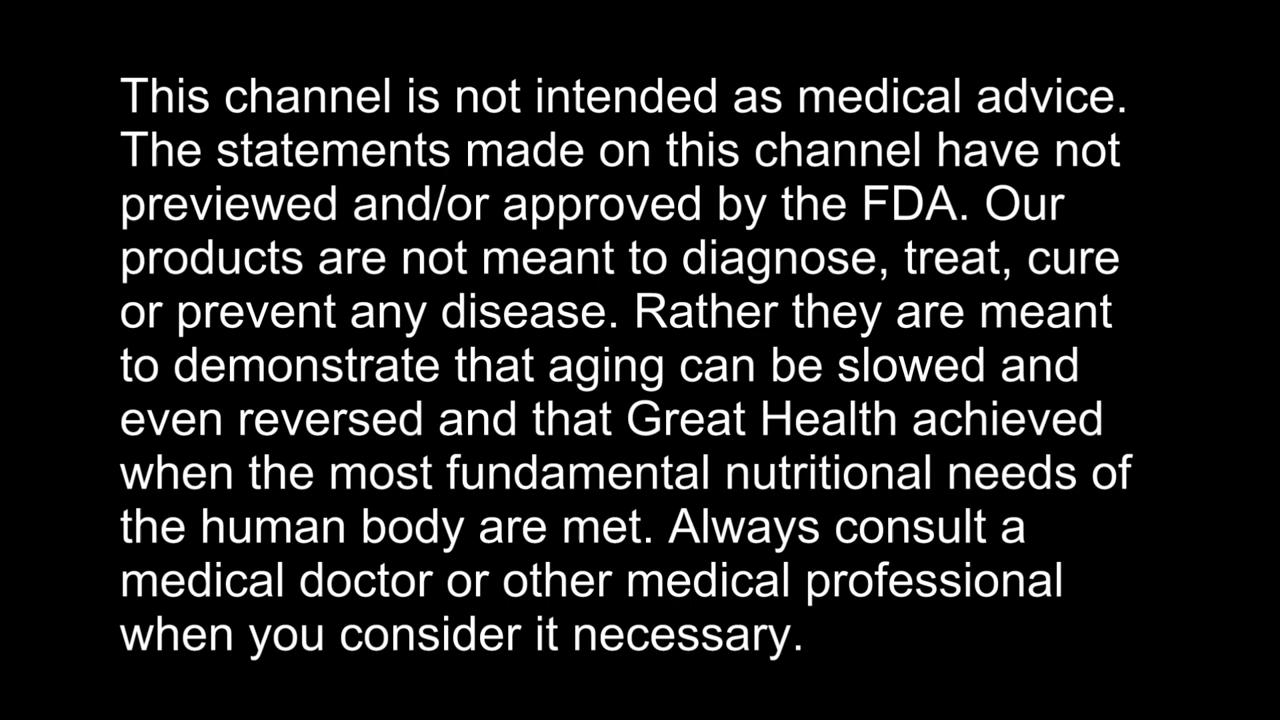 This channel is not intended as medical advice.
The statements made on this channel have not
previewed and/or approved by the FDA. Our
products are not meant to diagnose, treat, cure
or prevent any disease. Rather they are meant
to demonstrate that aging can be slowed and
even reversed and that Great Health achieved
when the most fundamental nutritional needs of
the human body are met. Always consult a
medical doctor or other medical professional
when you consider it necessary.